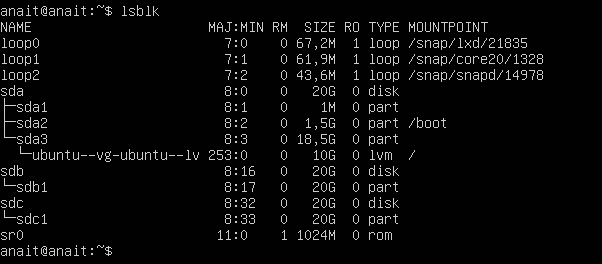 anait@anait:~$ lsblk
NAME                      MAJ:MIN RM  SIZE RO TYPE MOUNTPOINT
loop0                       7:0    0 67,2M  1 loop /snap/lxd/21835
loop1                       7:1    0 61,9M  1 loop /snap/core20/1328
loop2                       7:2    0 43,6M  1 loop /snap/snapd/14978
sda                         8:0    0   20G  0 disk
├─sda1                      8:1    0    1M  0 part
├─sda2                      8:2    0  1,5G  0 part /boot
└─sda3                      8:3    0 18,5G  0 part
  └─ubuntu--vg-ubuntu--lv 253:0    0   10G  0 lvm  /
sdb                         8:16   0   20G  0 disk
└─sdb1                      8:17   0   20G  0 part
sdc                         8:32   0   20G  0 disk
└─sdc1                      8:33   0   20G  0 part
sr0                        11:0    1 1024M  0 rom
anait@anait:~$